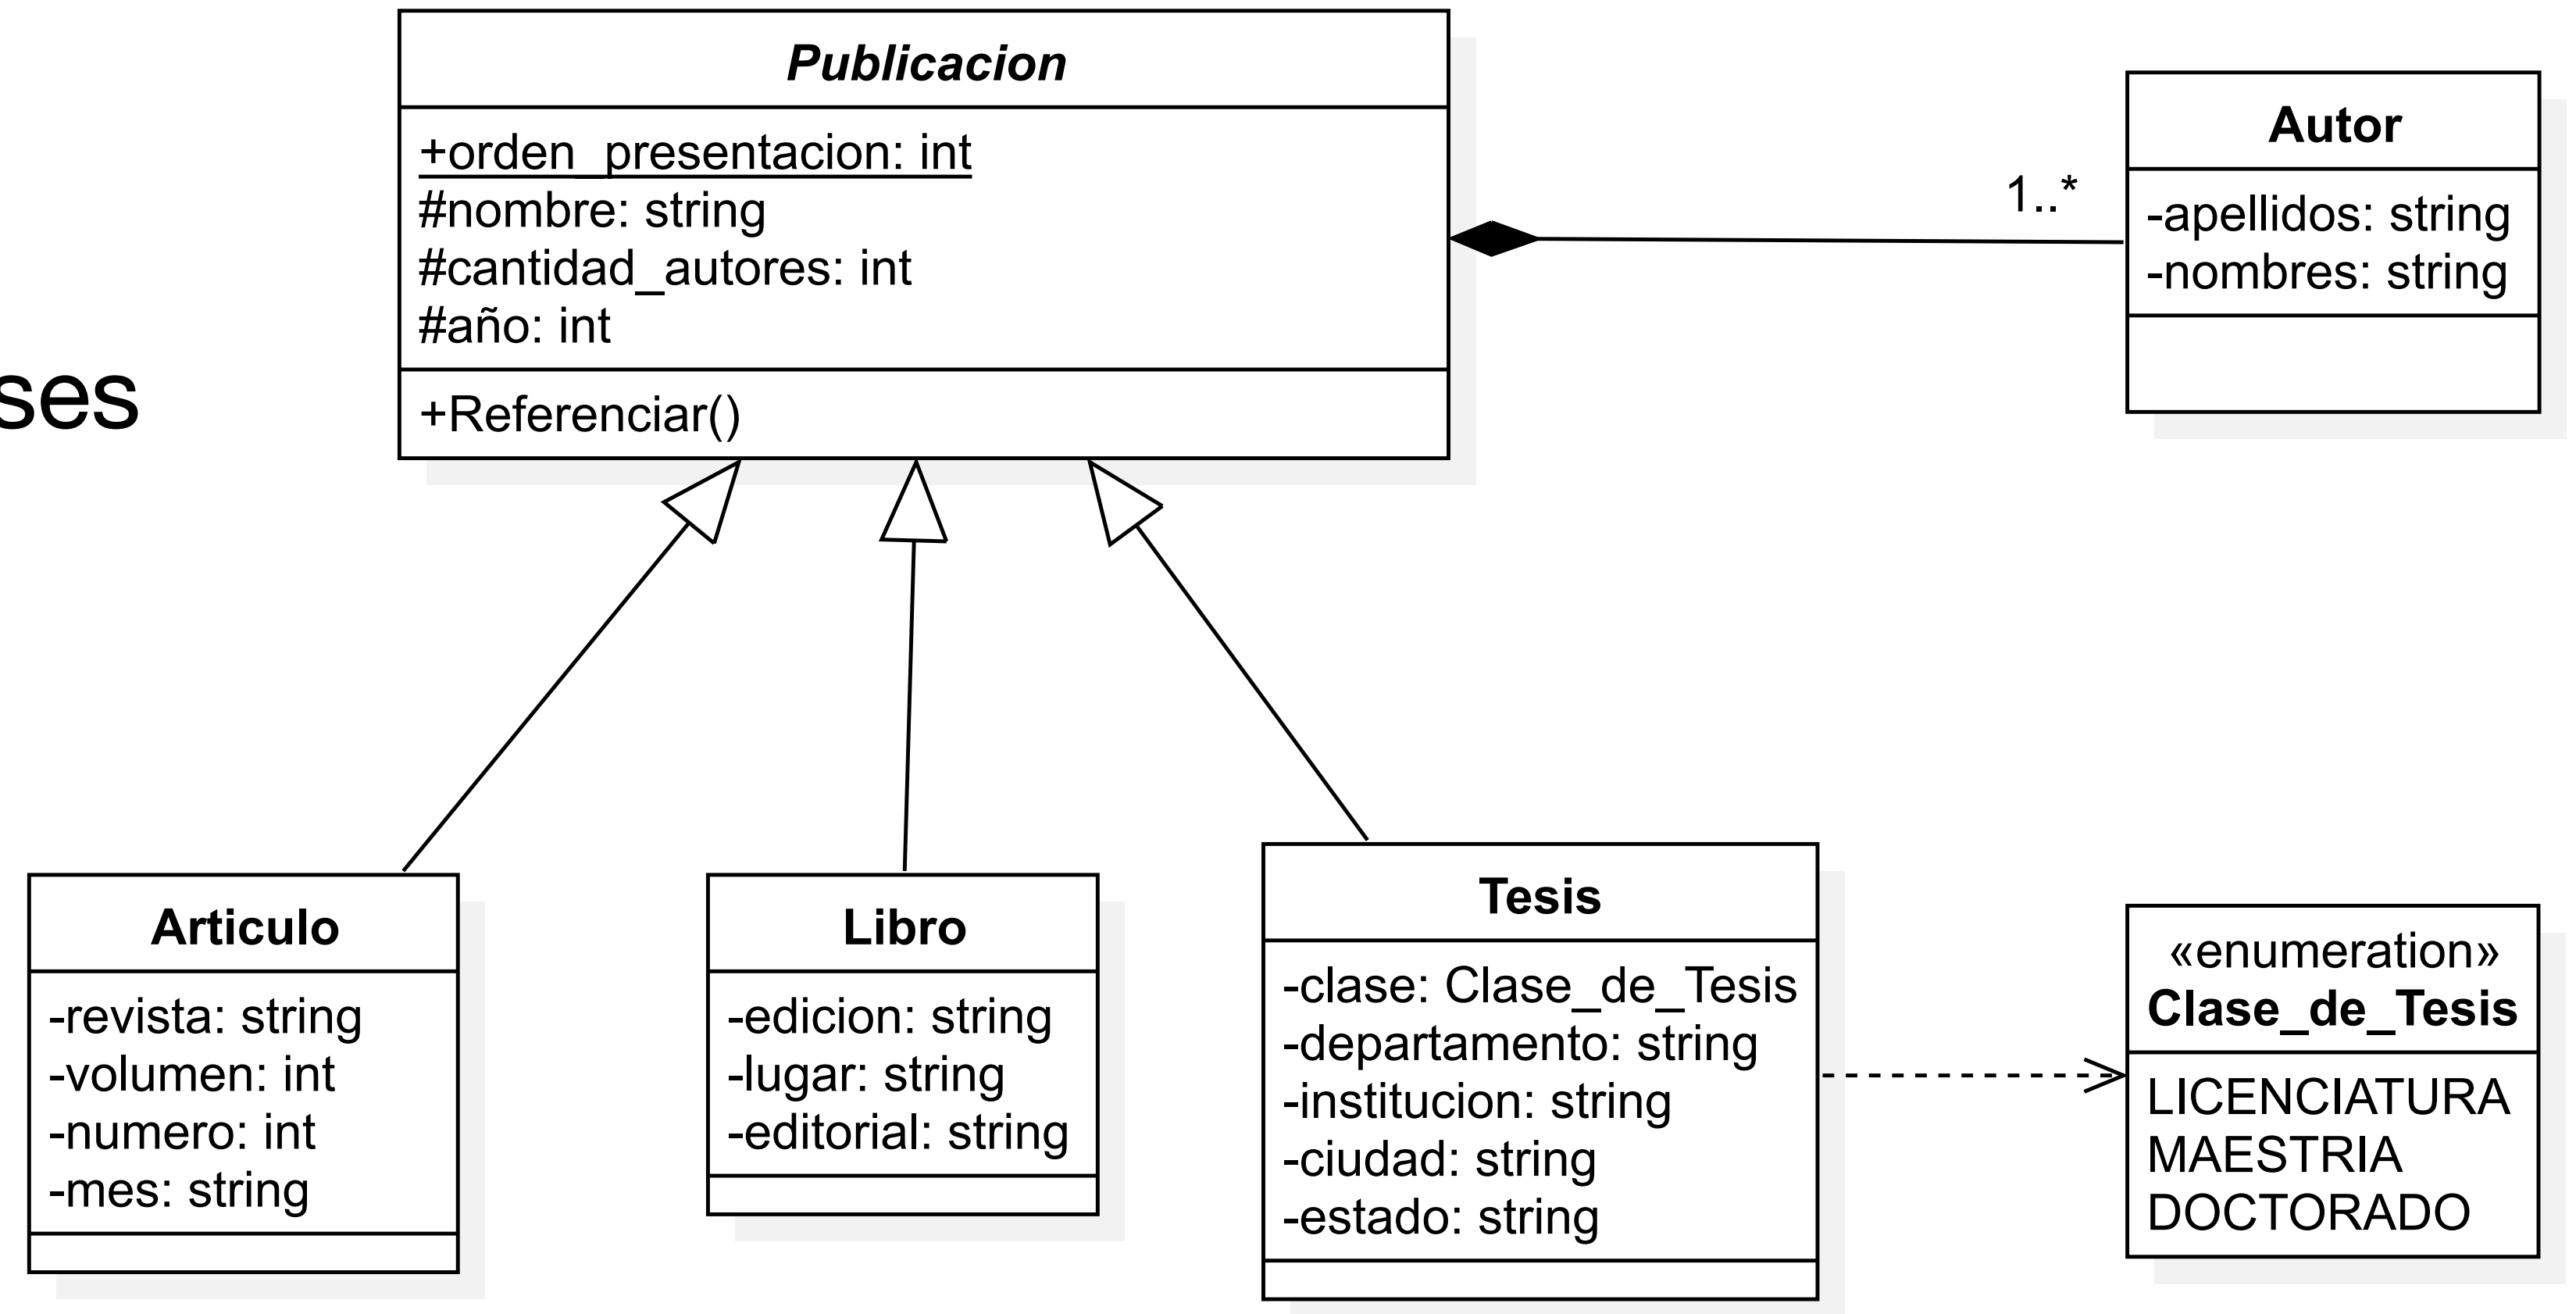 Publicacion
+orden_presentacion: int
#nombre: string
#cantidad_autores: int
#año: int
+Referenciar()
Autor
-apellidos: string
-nombres: string
1..*
ses
Articulo
-revista: string
-volumen: int
-numero: int
-mes: string
Libro
-edicion: string
-lugar: string
-editorial: string
Tesis
-clase: Clase_de_Tesis
-departamento: string
-institucion: string
-ciudad: string
-estado: string
«enumeration»
Clase_de_Tesis
LICENCIATURA
MAESTRIA
DOCTORADO